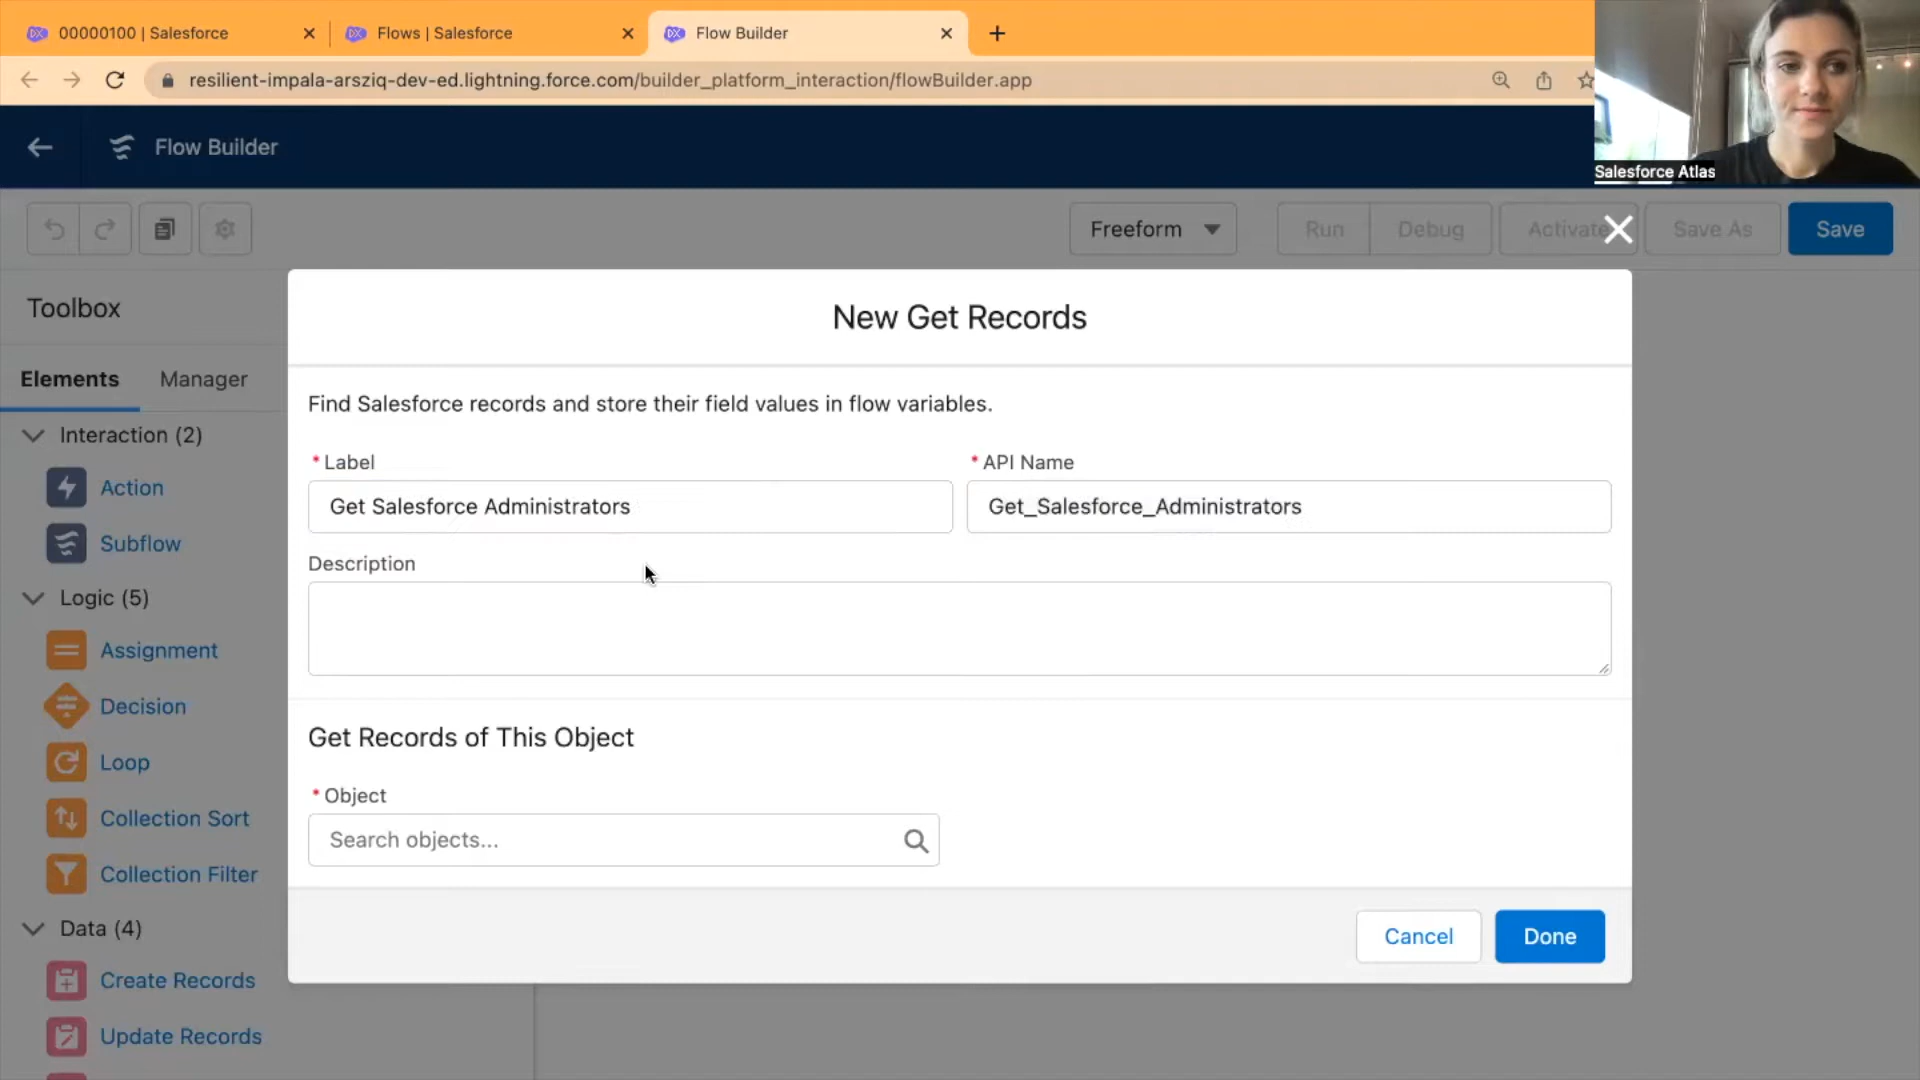 00000100 | Salesforce
Flows | Salesforce
Flow Builder
resilient-impala-arsziq-dev-ed.lightning.force.com/builder_platform_interaction/flowBuilder.app
Salesforce Atlas
Flow Builder
Freeform
Run
Debug
Activate
Save As
Save
Toolbox
Elements
Manager
Interaction (2)
Action
Subflow
Logic (5)
Assignment
Decision
Loop
Collection Sort
Collection Filter
Data (4)
Create Records
Update Records
New Get Records
Find Salesforce records and store their field values in flow variables.
* Label
Get Salesforce Administrators
* API Name
Get_Salesforce_Administrators
Description
Get Records of This Object
* Object
Search objects...
Cancel
Done